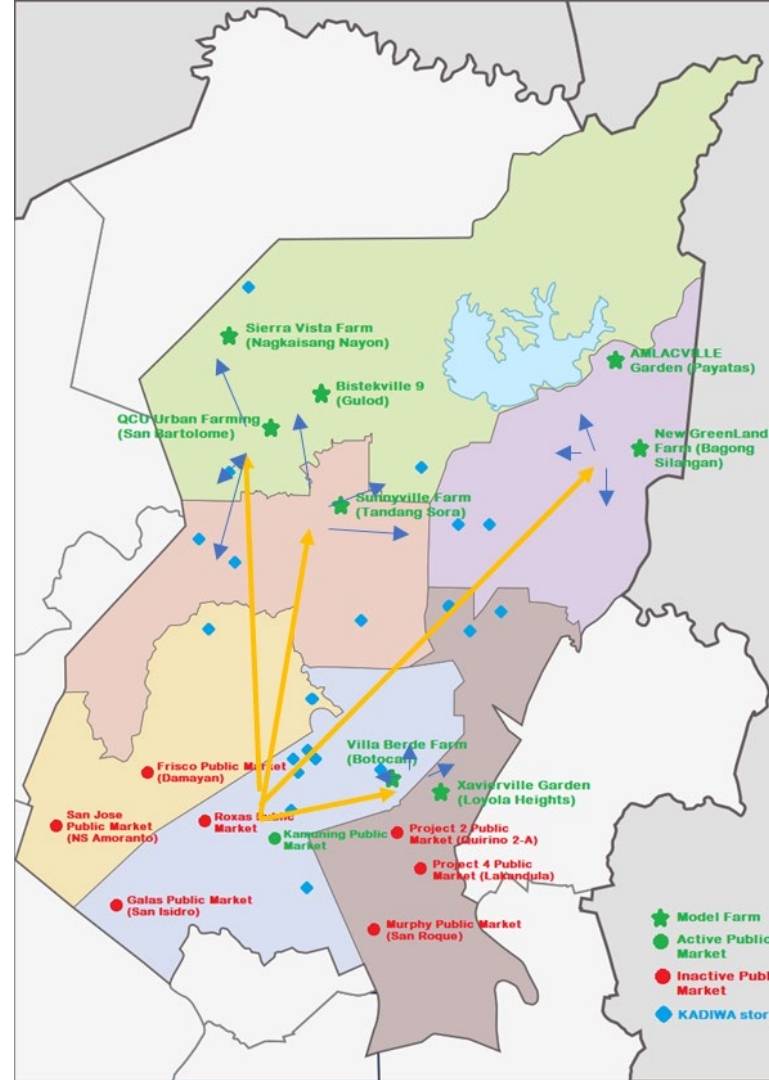 Sierra Vista Farm
(Nagkaisang Nayon)
AMLACVILLE
Garden (Payatas)
Bistekville 9
(Gulod)
QCU Urban Farming
(San Bartolome)
New GreenLand
Farm (Bagong
Silangan)
Sunnyville Farm
(Tandang Sora)
Villa Berde Farm
(Botocan)
Frisco Public Market
(Damayan)
Xavierville Garden
(Loyola Heights)
San Jose
Public Market
(NS Amoranto)
Roxas Public
Market
Kamuning Public
Market
Project 2 Public
Market (Quirino 2-A)
Project 4 Public
Market (Lakandula)
Galas Public Market
(San Isidro)
Murphy Public Market
(San Roque)
Model Farm
Active Public
Market
Inactive Publ
Market
KADIWA stor